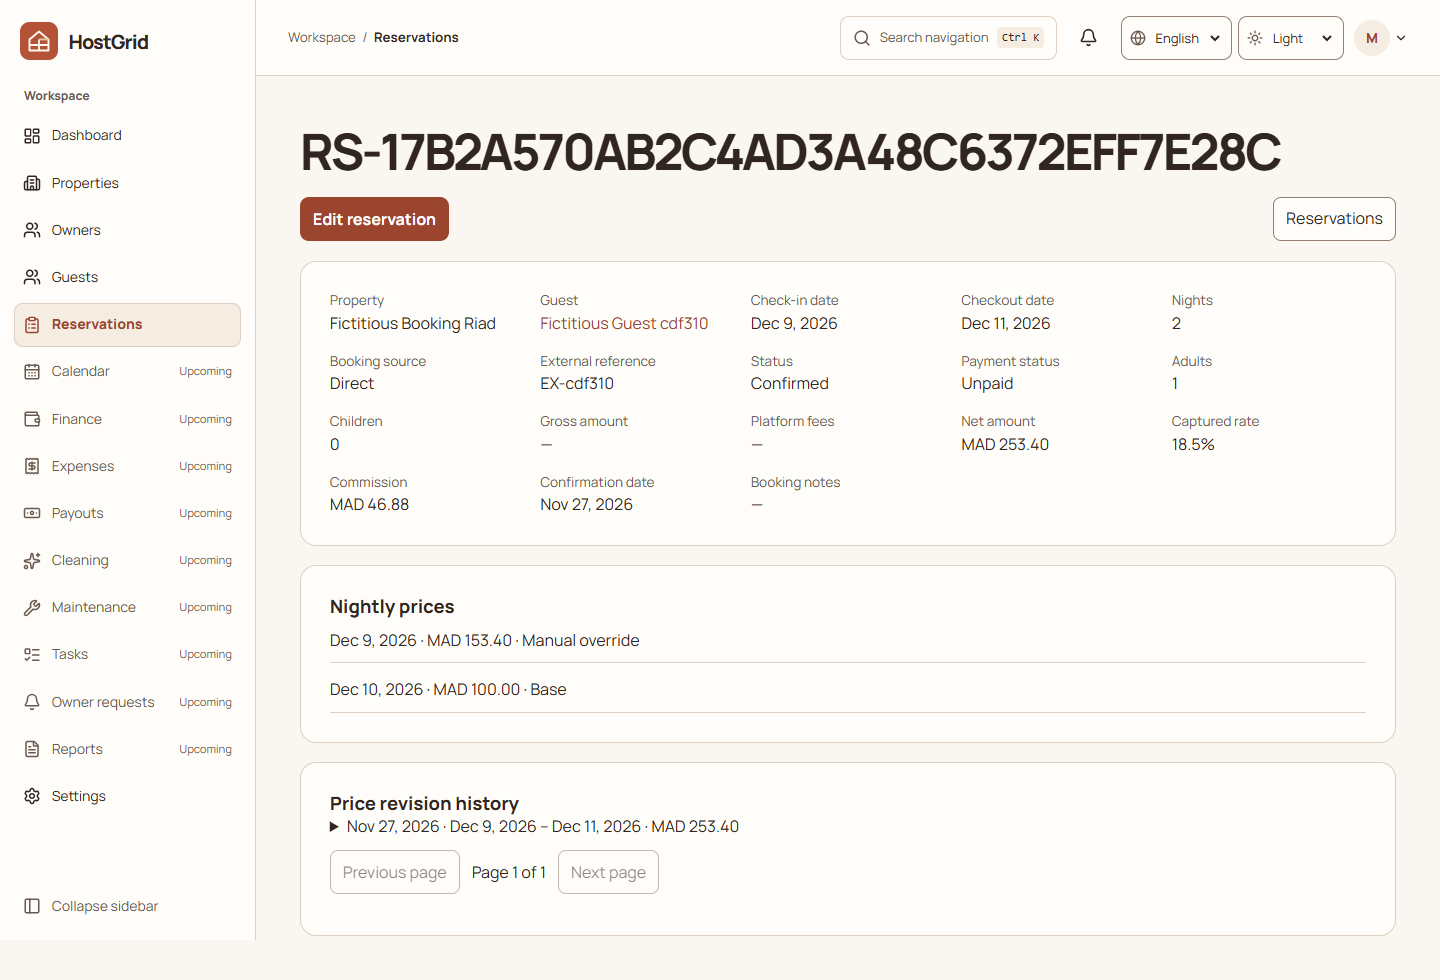 HostGrid
Workspace
Dashboard
Properties
Owners
Guests
Reservations
Calendar Upcoming
Finance Upcoming
Expenses Upcoming
Payouts Upcoming
Cleaning Upcoming
Maintenance Upcoming
Tasks Upcoming
Owner requests Upcoming
Reports Upcoming
Settings
Collapse sidebar
Workspace / Reservations
Search navigation Ctrl K
English
Light
M
RS-17B2A570AB2C4AD3A48C6372EFF7E28C
Edit reservation
Reservations
Property Guest Check-in date Checkout date Nights
Fictitious Booking Riad Fictitious Guest cdf310 Dec 9, 2026 Dec 11, 2026 2
Booking source External reference Status Payment status Adults
Direct EX-cdf310 Confirmed Unpaid 1
Children Gross amount Platform fees Net amount Captured rate
0 — — MAD 253.40 18.5%
Commission Confirmation date Booking notes
MAD 46.88 Nov 27, 2026 —
Nightly prices
Dec 9, 2026 · MAD 153.40 · Manual override
Dec 10, 2026 · MAD 100.00 · Base
Price revision history
Nov 27, 2026 · Dec 9, 2026 – Dec 11, 2026 · MAD 253.40
Previous page Page 1 of 1 Next page